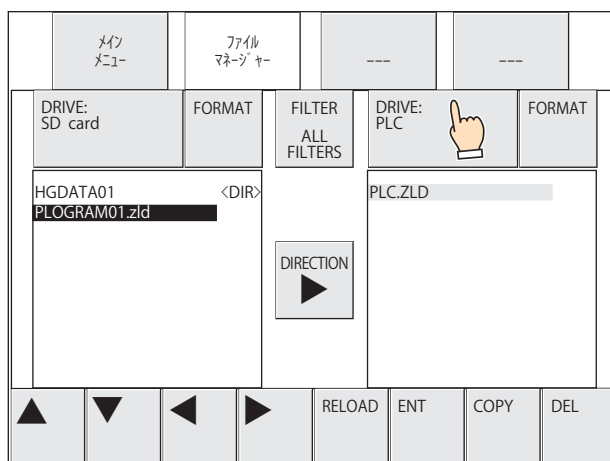 メイン
メニュー
ファイル
マネージャー
---
---
DRIVE:
SD card
FORMAT
FILTER
ALL
FILTERS
DRIVE:
PLC
FORMAT
HGDATA01 <DIR>
PLOGRAM01.zld
PLC.ZLD
DIRECTION
RELOAD
ENT
COPY
DEL